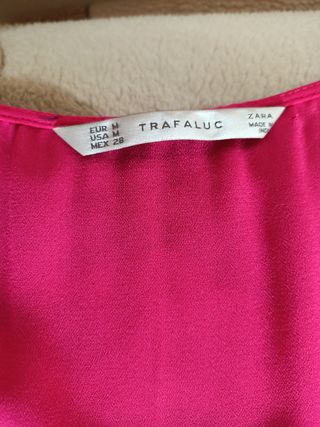 EUR M
USA M
MEX 28
TRAFALUC
ZARA
MADE IN